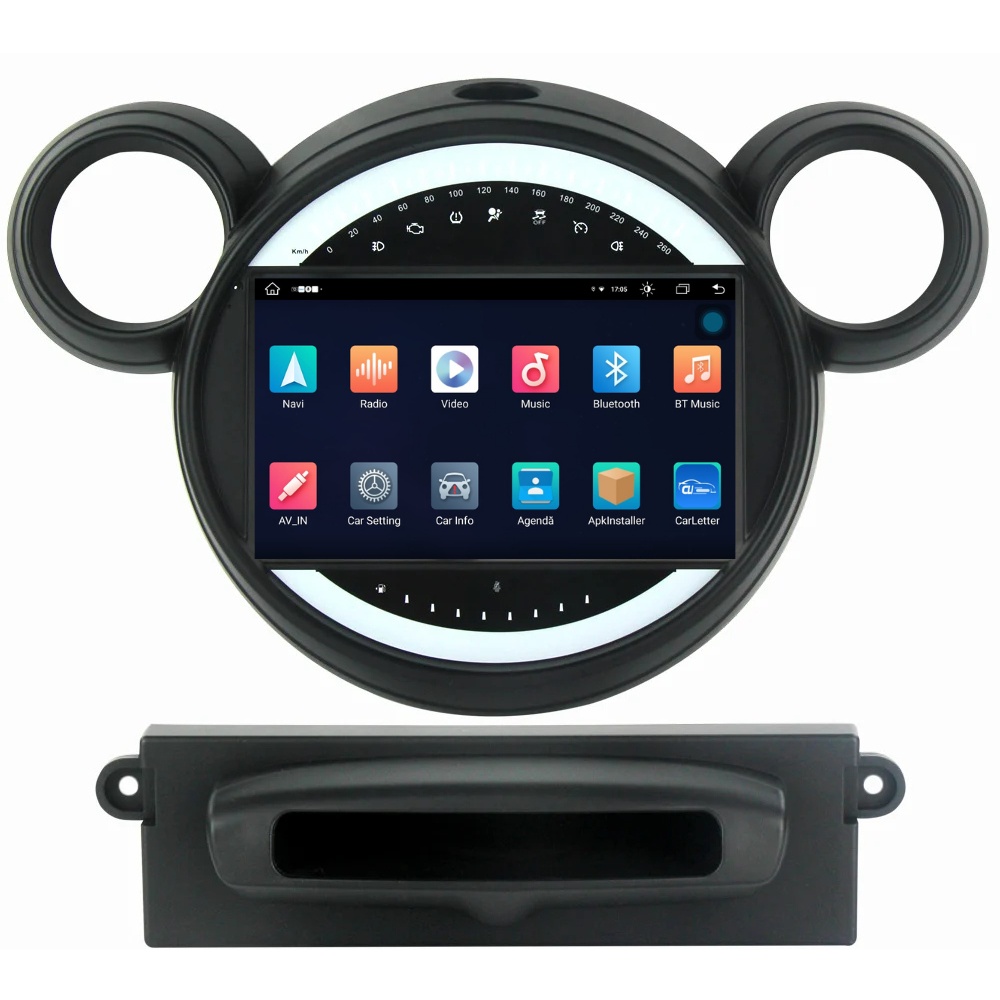 0 20 40 60 80 100 120 140 160 180 200 220 240 260
Km/h
OFF
17:05
Navi Radio Video Music Bluetooth BT Music
AV_IN Car Setting Car Info Agendă ApkInstaller CarLetter